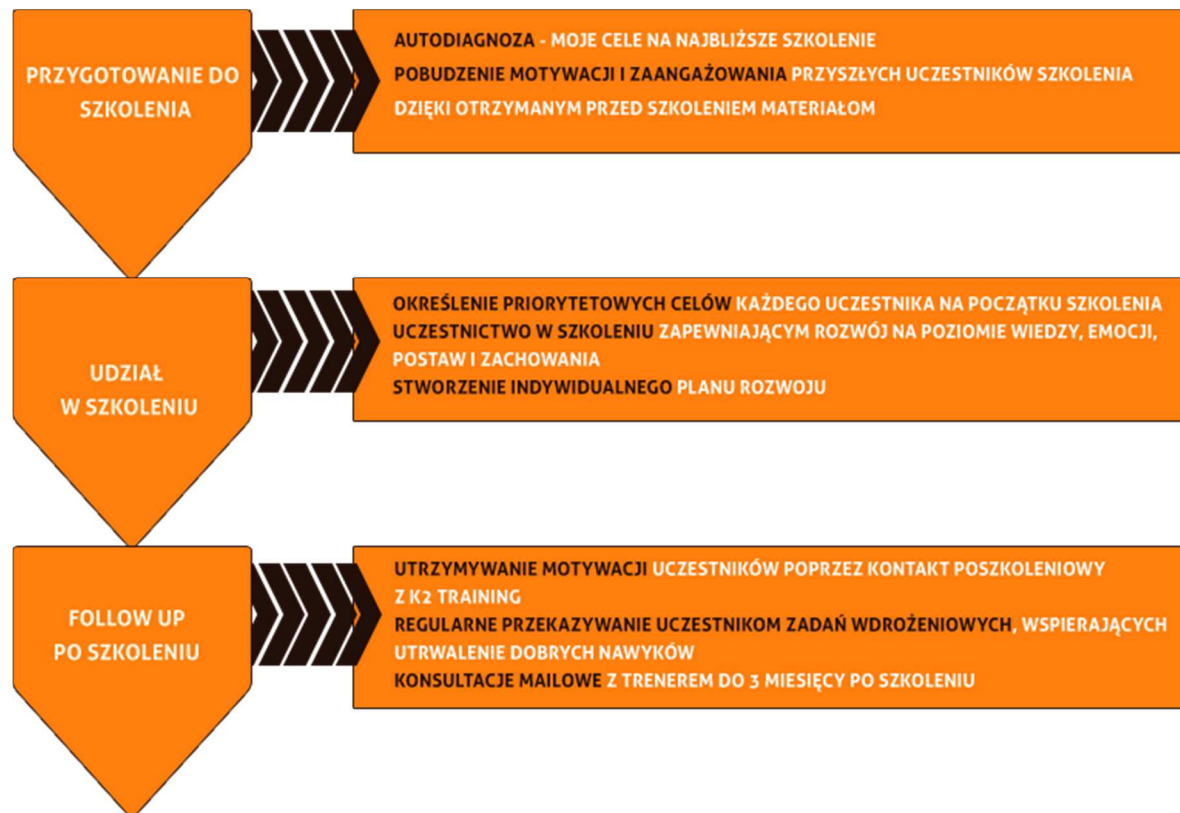 PRZYGOTOWANIE DO
SZKOLENIA
AUTODIAGNOZA - MOJE CELE NA NAJBLIŻSZE SZKOLENIE
POBUDZENIE MOTYWACJI I ZAANGAŻOWANIA PRZYSZŁYCH UCZESTNIKÓW SZKOLENIA
DZIĘKI OTRZYMANYM PRZED SZKOLENIEM MATERIAŁOM
UDZIAŁ
W SZKOLENIU
OKREŚLENIE PRIORYTETOWYCH CELÓW KAŻDEGO UCZESTNIKA NA POCZĄTKU SZKOLENIA
UCZESTNICTWO W SZKOLENIU ZAPEWNIAJĄCYM ROZWÓJ NA POZIOMIE WIEDZY, EMOCJI,
POSTAW I ZACHOWANIA
STWORZENIE INDYWIDUALNEGO PLANU ROZWOJU
FOLLOW UP
PO SZKOLENIU
UTRZYMYWANIE MOTYWACJI UCZESTNIKÓW POPRZEZ KONTAKT POSZKOLENIOWY
Z K2 TRAINING
REGULARNE PRZEKAZYWANIE UCZESTNIKOM ZADAŃ WDROŻENIOWYCH, WSPIERAJĄCYCH
UTRWALENIE DOBRYCH NAWYKÓW
KONSULTACJE MAILOWE Z TRENEREM DO 3 MIESIĘCY PO SZKOLENIU